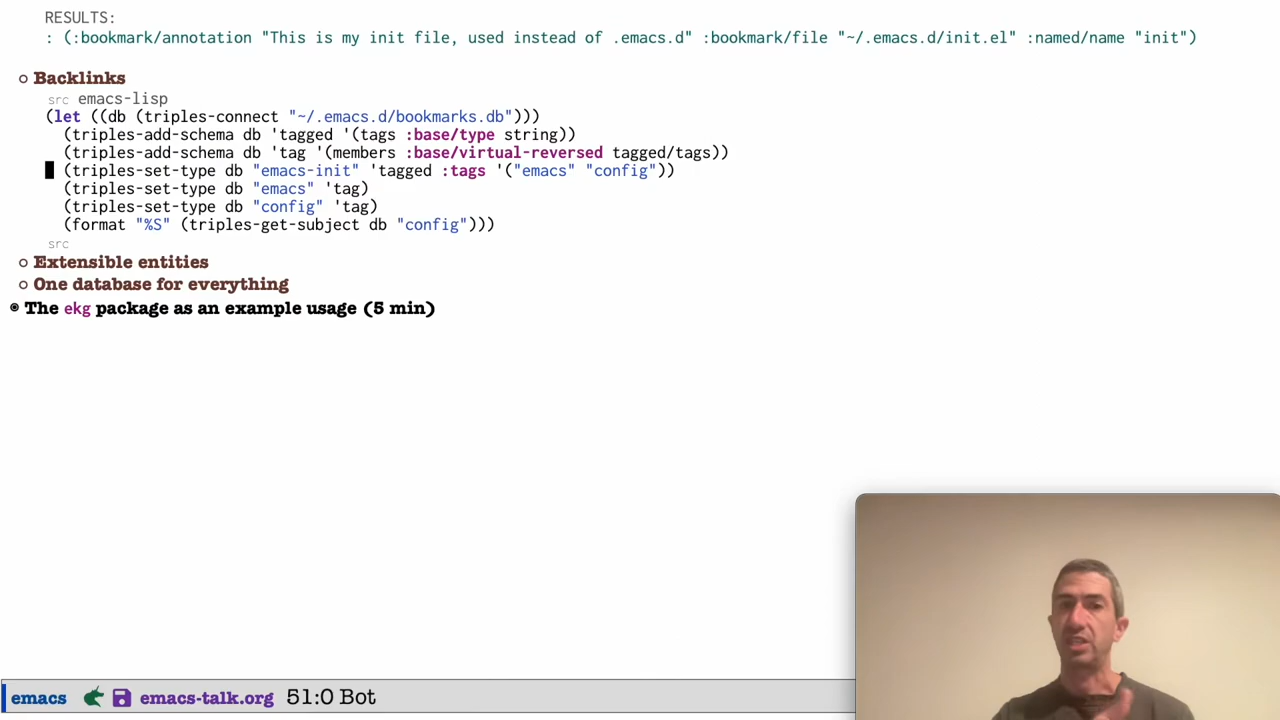 RESULTS:
: (:bookmark/annotation "This is my init file, used instead of .emacs.d" :bookmark/file "~/.emacs.d/init.el" :named/name "init")
Backlinks
src emacs-lisp
(let ((db (triples-connect "~/.emacs.d/bookmarks.db")))
(triples-add-schema db 'tagged '(tags :base/type string))
(triples-add-schema db 'tag '(members :base/virtual-reversed tagged/tags))
(triples-set-type db "emacs-init" 'tagged :tags '("emacs" "config"))
(triples-set-type db "emacs" 'tag)
(triples-set-type db "config" 'tag)
(format "%S" (triples-get-subject db "config")))
src
Extensible entities
One database for everything
The ekg package as an example usage (5 min)
emacs emacs-talk.org 51:0 Bot